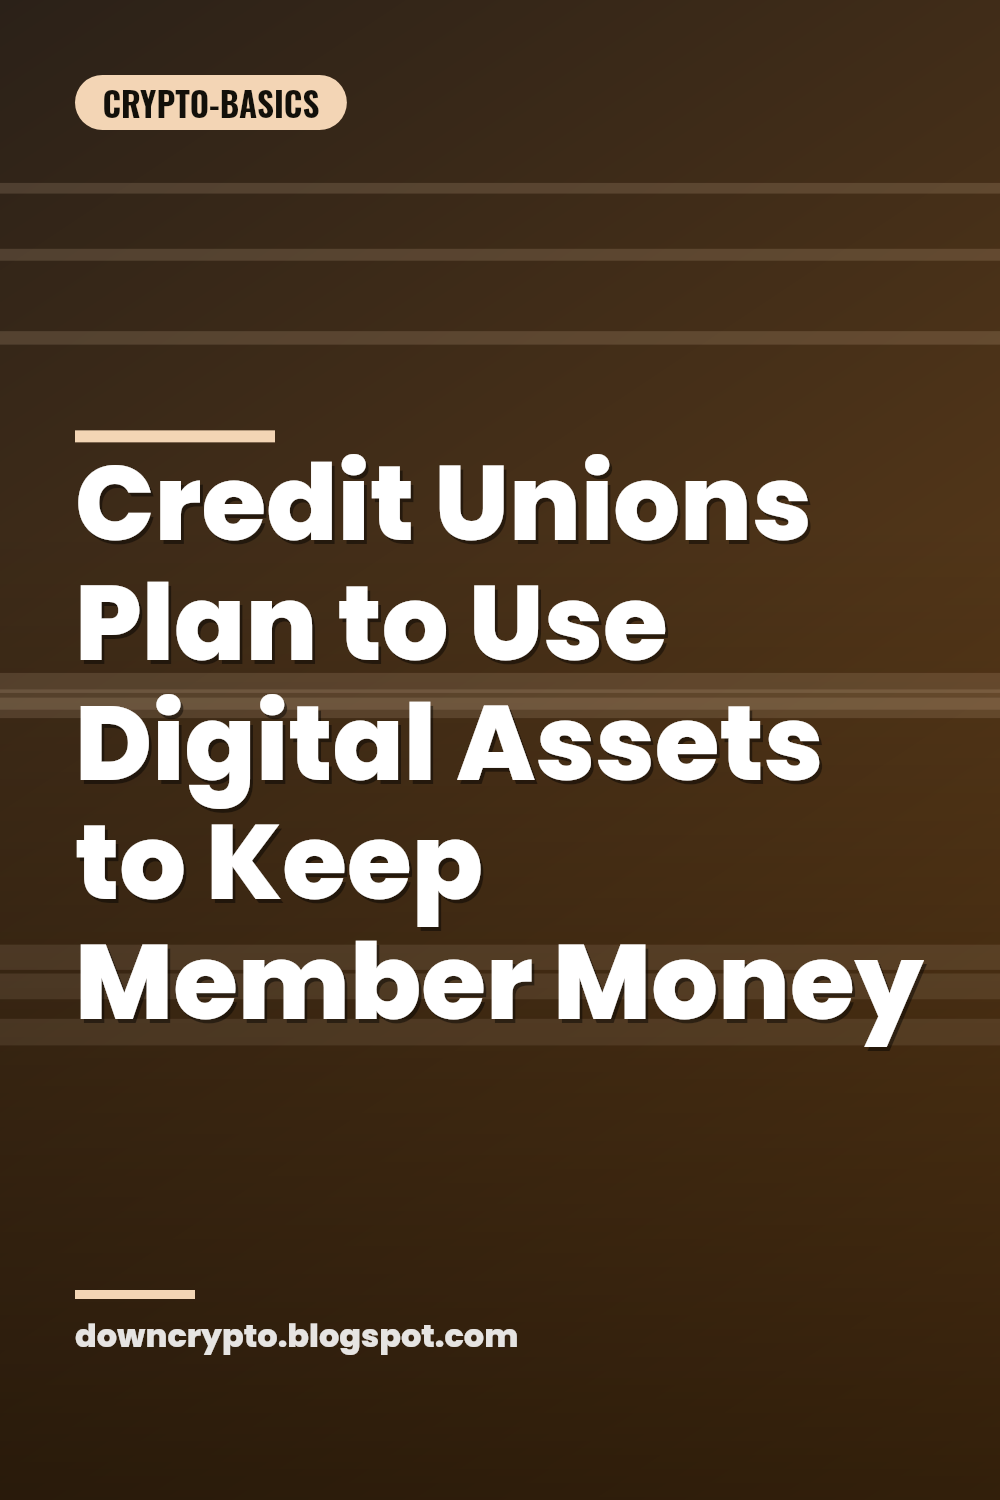 CRYPTO-BASICS
Credit Unions
Plan to Use
Digital Assets
to Keep
Member Money
downcrypto.blogspot.com